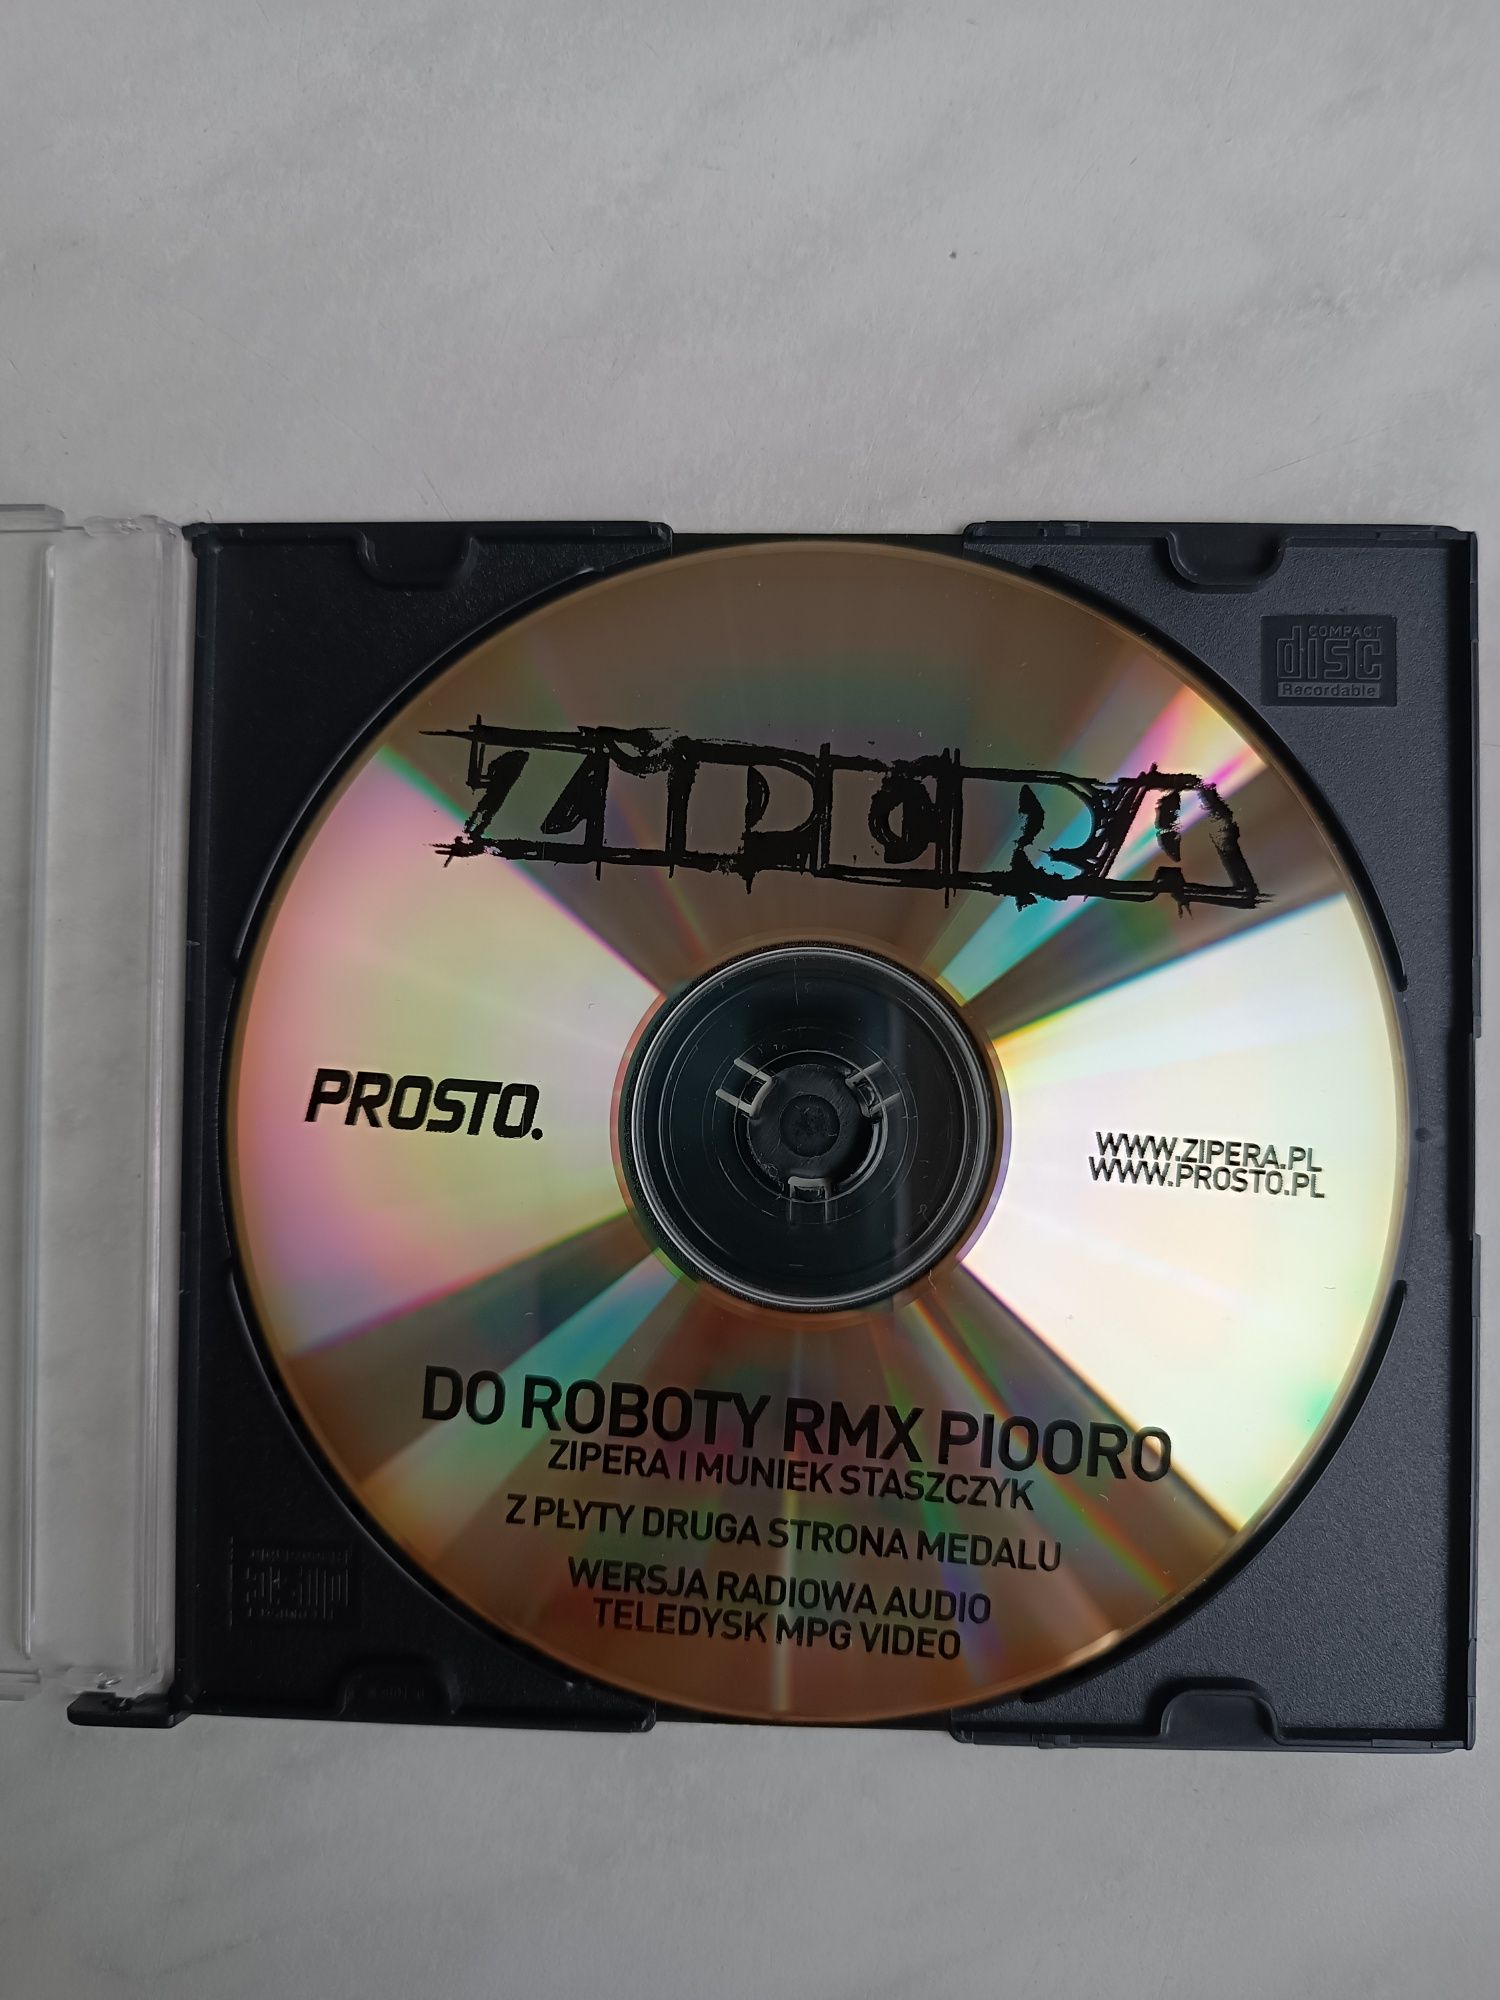 COMPACT
disc
Recordable
ZIPERA
PROSTO.
WWW.ZIPERA.PL
WWW.PROSTO.PL
DO ROBOTY RMX PIOORO
ZIPERA I MUNIEK STASZCZYK
Z PŁYTY DRUGA STRONA MEDALU
WERSJA RADIOWA AUDIO
TELEDYSK MPG VIDEO